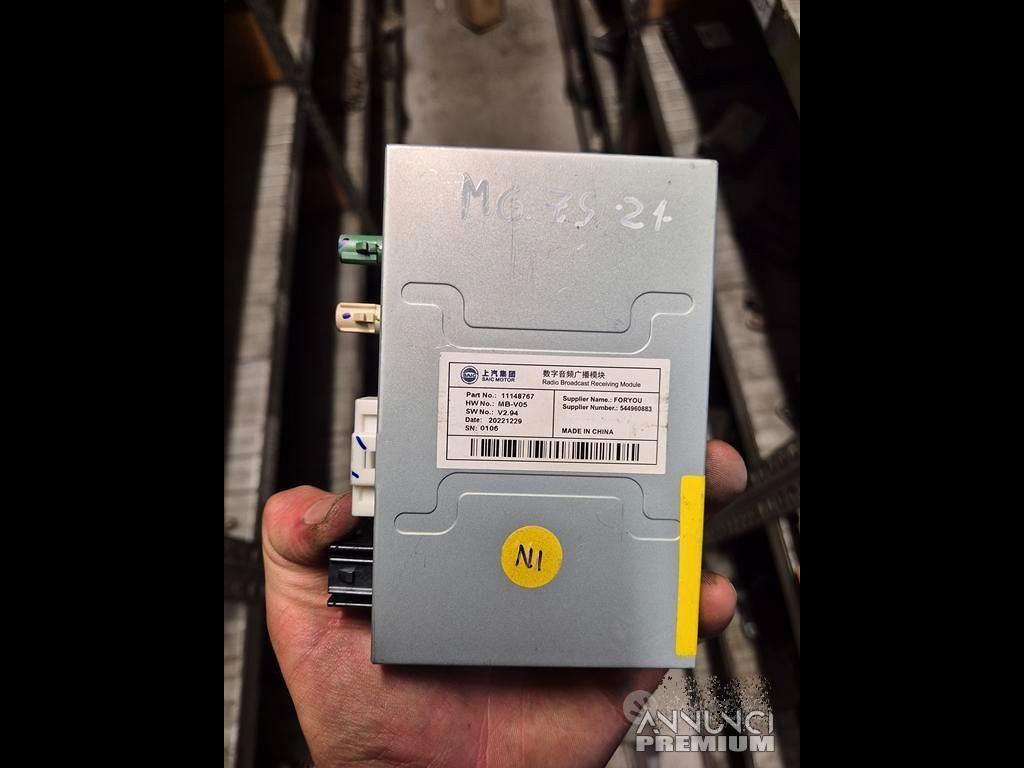 MG ZS 21
上汽集团
SAIC
SAIC MOTOR
数字音频广播模块
Radio Broadcast Receiving Module
Part No.: 11148767
HW No.: MB-V05
SW No.: V2.94
Date: 20221229
SN: 0106
Supplier Name.: FORYOU
Supplier Number.: 544960883
MADE IN CHINA
N1
ANNUNCI
PREMIUM